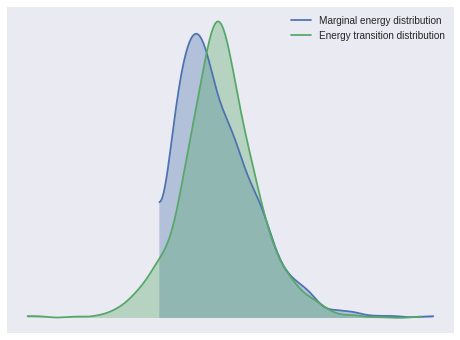 Marginal energy distribution
Energy transition distribution